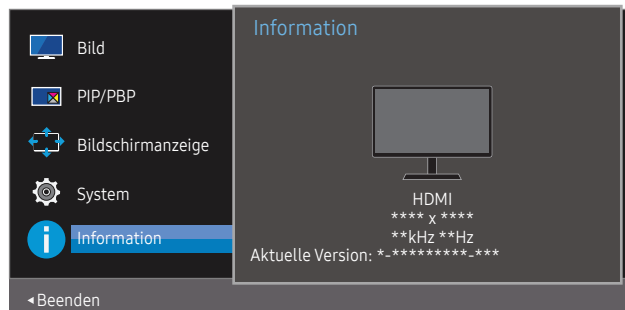 Bild
PIP/PBP
Bildschirmanzeige
System
Information
Information
HDMI
**** x ****
**kHz **Hz
Aktuelle Version: *-*********-***
◂Beenden